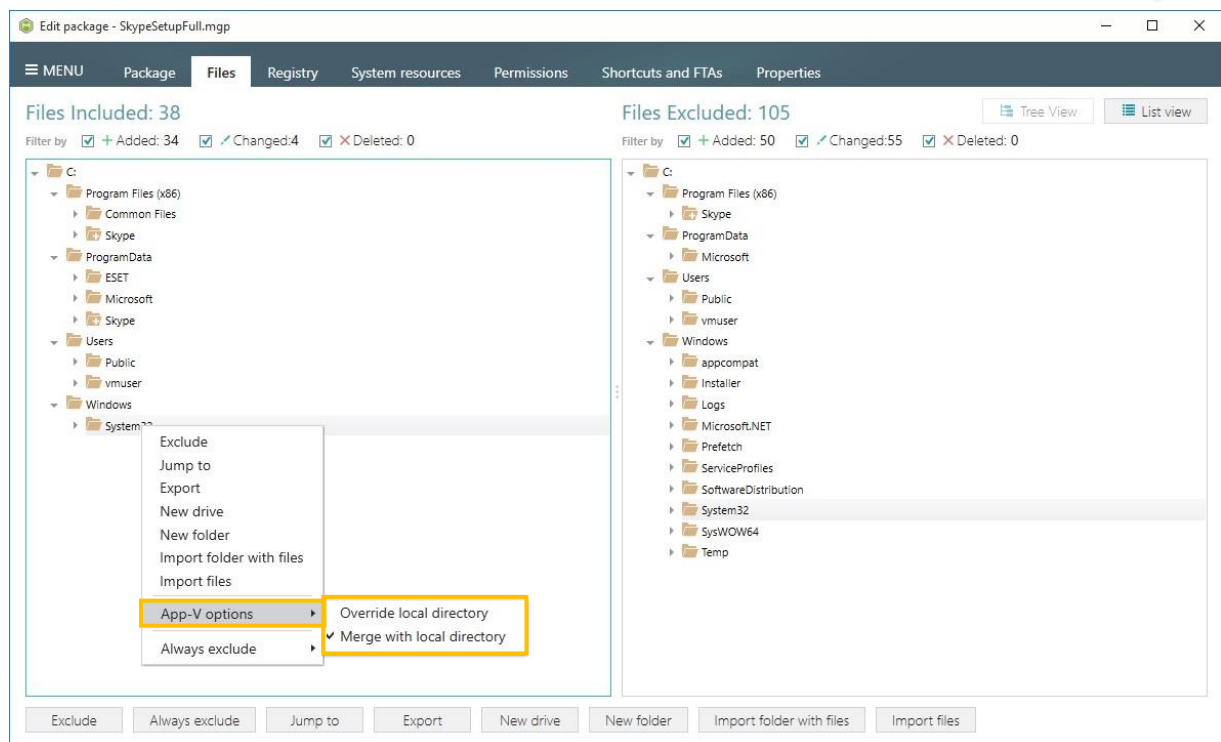 Edit package - SkypeSetupFull.mgp
MENU Package Files Registry System resources Permissions Shortcuts and FTAs Properties
Files Included: 38
Filter by + Added: 34 Changed:4 Deleted: 0
C:
Program Files (x86)
Common Files
Skype
ProgramData
ESET
Microsoft
Skype
Users
Public
vmuser
Windows
System32
Exclude
Jump to
Export
New drive
New folder
Import folder with files
Import files
App-V options
Always exclude
Override local directory
Merge with local directory
Files Excluded: 105
Tree View List view
Filter by + Added: 50 Changed:55 Deleted: 0
C:
Program Files (x86)
Skype
ProgramData
Microsoft
Users
Public
vmuser
Windows
appcompat
Installer
Logs
Microsoft.NET
Prefetch
ServiceProfiles
SoftwareDistribution
System32
SysWOW64
Temp
Exclude Always exclude Jump to Export New drive New folder Import folder with files Import files